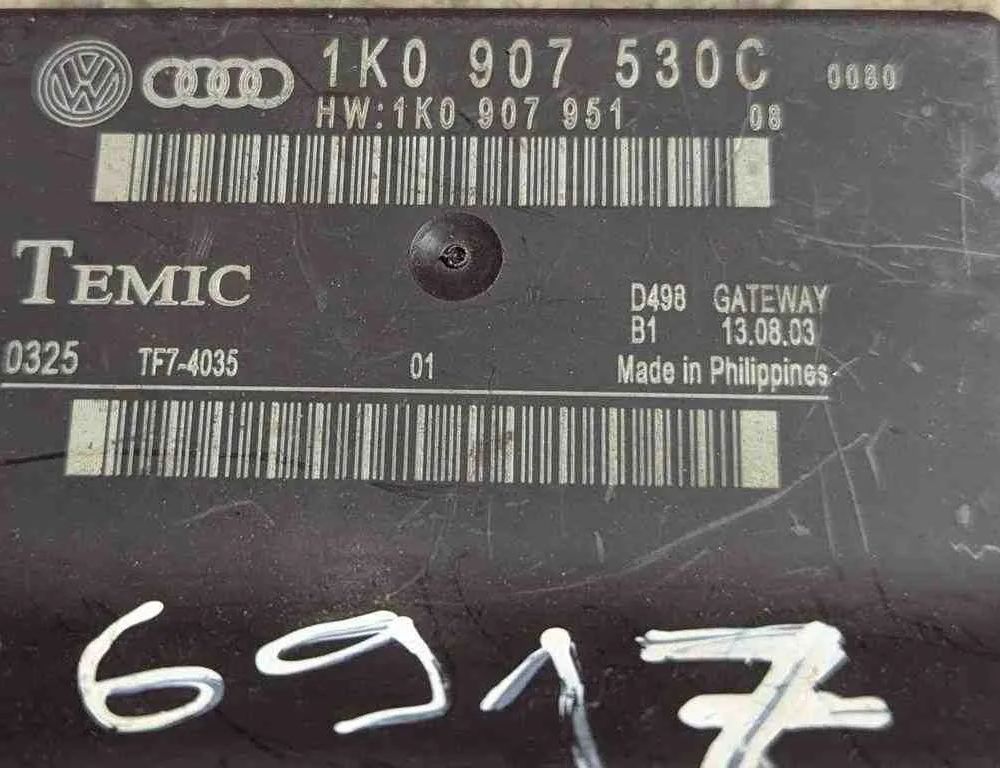 1K0 907 530C 0080
HW:1K0 907 951 08
TEMIC
D498 GATEWAY
B1 13.08.03
0325 TF7-4035 01 Made in Philippines
6917